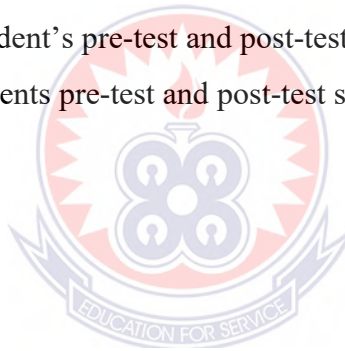 dent’s pre-test and post-test
ents pre-test and post-test s
EDUCATION FOR SERVICE